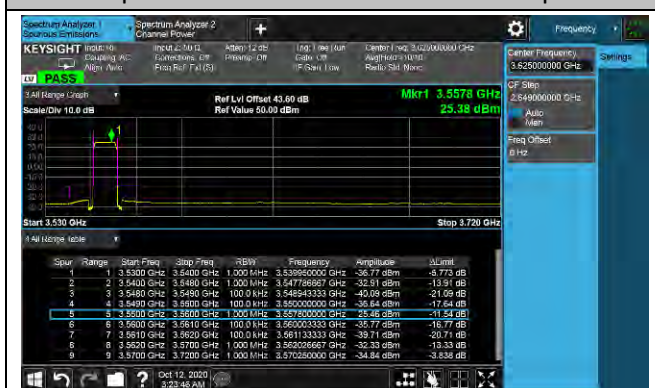 Spectrum Analyzer 1
Spurious Emissions
Spectrum Analyzer 2
Channel Power
+
Frequency
KEYSIGHT Input: RF
Coupling: AC
Align: Auto
Input Z: 50 Ω
Corrections: Off
Freq Ref: Ext (S)
Atten: 12 dB
Preamp: Off
Trig: Free Run
Gate: Off
IF Gain: Low
Center Freq: 3.625000000 GHz
Avg|Hold: 10/10
Radio Std: None
PASS
Center Frequency
3.625000000 GHz
Settings
CF Step
2.549000000 GHz
Auto
Man
Freq Offset
0 Hz
3 All Range Graph
Scale/Div 10.0 dB
Ref Lvl Offset 43.60 dB
Ref Value 50.00 dBm
Mkr1 3.5578 GHz
25.38 dBm
1
Start 3.530 GHz
Stop 3.720 GHz
4 All Range Table
Spur Range Start Freq Stop Freq RBW Frequency Amplitude ΔLimit
1 1 3.5300 GHz 3.5400 GHz 1.000 MHz 3.539950000 GHz -36.77 dBm -5.773 dB
2 2 3.5400 GHz 3.5480 GHz 1.000 MHz 3.547786667 GHz -32.91 dBm -13.91 dB
3 3 3.5480 GHz 3.5490 GHz 100.0 kHz 3.548943333 GHz -40.09 dBm -21.09 dB
4 4 3.5490 GHz 3.5500 GHz 100.0 kHz 3.550000000 GHz -36.64 dBm -17.64 dB
5 5 3.5500 GHz 3.5600 GHz 100.0 kHz 3.557800000 GHz 25.46 dBm -11.54 dB
6 6 3.5600 GHz 3.5610 GHz 100.0 kHz 3.560003333 GHz -35.77 dBm -16.77 dB
7 7 3.5610 GHz 3.5620 GHz 100.0 kHz 3.561133333 GHz -39.71 dBm -20.71 dB
8 8 3.5620 GHz 3.5700 GHz 1.000 MHz 3.562026667 GHz -32.33 dBm -13.33 dB
9 9 3.5700 GHz 3.7200 GHz 1.000 MHz 3.570250000 GHz -34.84 dBm -3.838 dB
?
Oct 12, 2020
3:23:46 AM